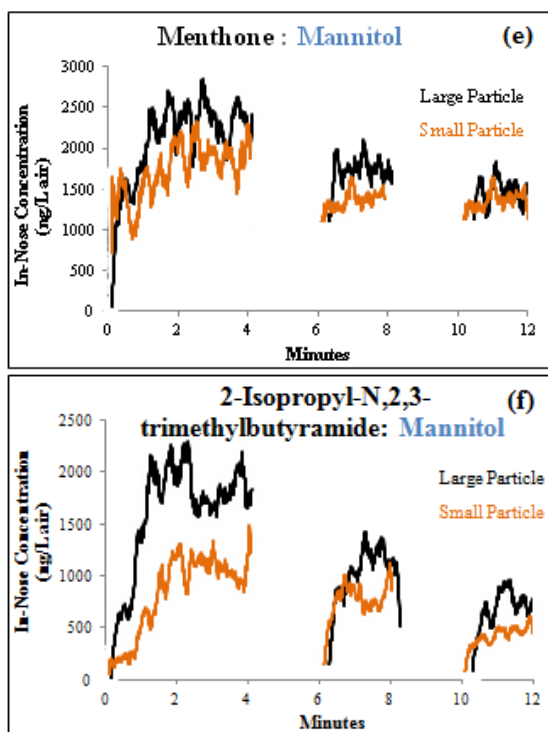 Menthone : Mannitol
(e)
3000
2500
2000
1500
1000
500
0
In-Nose Concentration
(ng/L air)
Large Particle
Small Particle
0 2 4 6 8 10 12
Minutes
2-Isopropyl-N,2,3-
trimethylbutyramide: Mannitol
(f)
2500
2000
1500
1000
500
0
In-Nose Concentration
(ng/L air)
Large Particle
Small Particle
0 2 4 6 8 10 12
Minutes